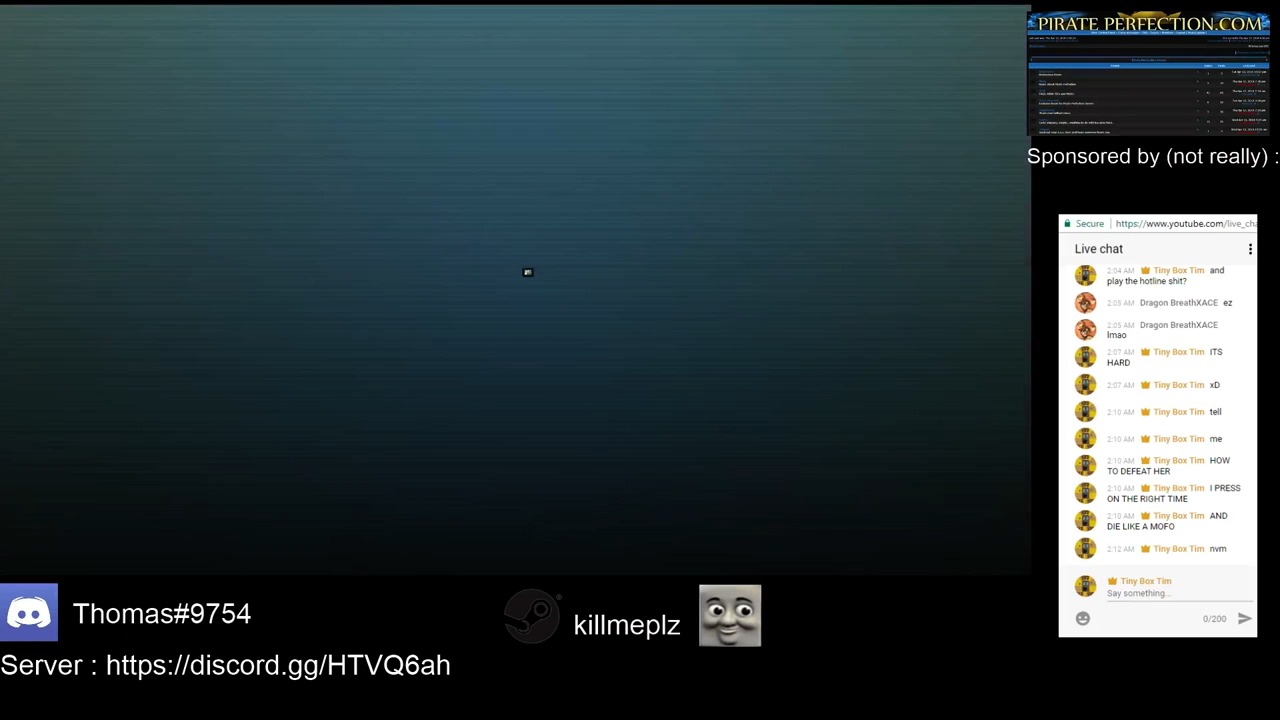 PIRATE PERFECTION.COM
Sponsored by (not really) :
Secure https://www.youtube.com/live_cha
Live chat
2:04 AM Tiny Box Tim and
play the hotline shit?
2:05 AM Dragon BreathXACE ez
2:05 AM Dragon BreathXACE
lmao
2:07 AM Tiny Box Tim ITS
HARD
2:07 AM Tiny Box Tim xD
2:10 AM Tiny Box Tim tell
2:10 AM Tiny Box Tim me
2:10 AM Tiny Box Tim HOW
TO DEFEAT HER
2:10 AM Tiny Box Tim I PRESS
ON THE RIGHT TIME
2:10 AM Tiny Box Tim AND
DIE LIKE A MOFO
2:12 AM Tiny Box Tim nvm
Tiny Box Tim
Say something...
0/200
Thomas#9754
killmeplz
Server : https://discord.gg/HTVQ6ah